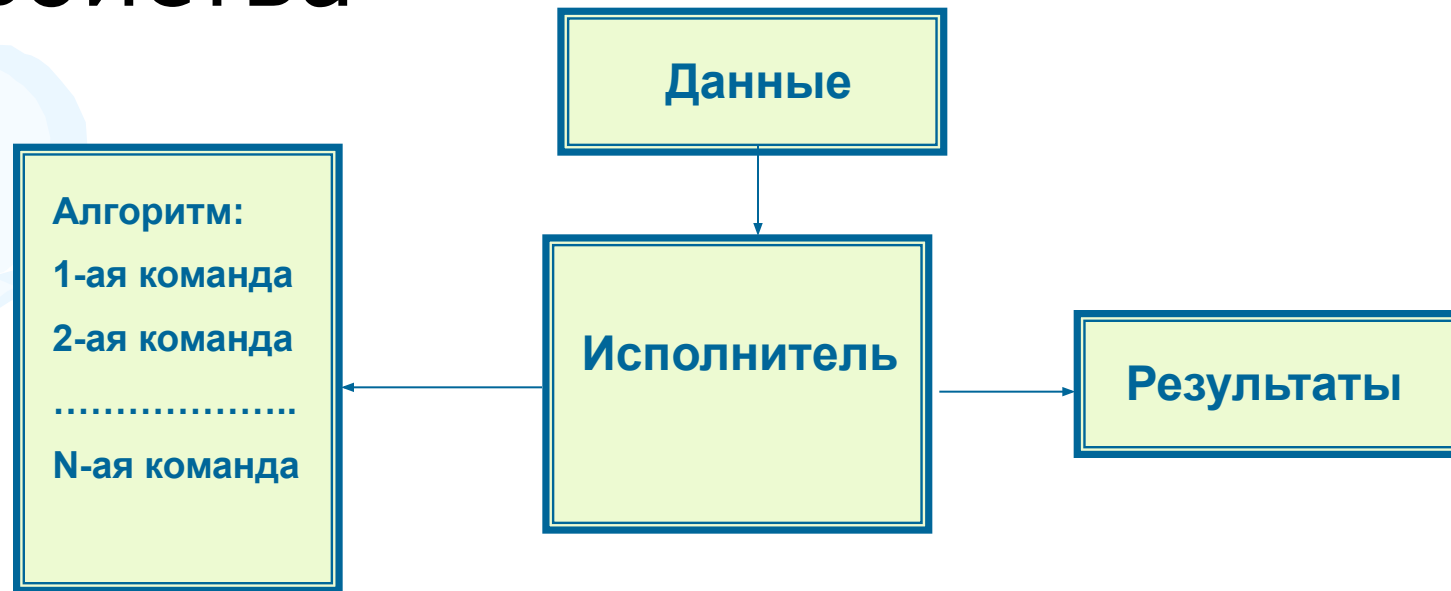 Данные
Алгоритм:
1-ая команда
2-ая команда
…………………..
N-ая команда
Исполнитель
Результаты